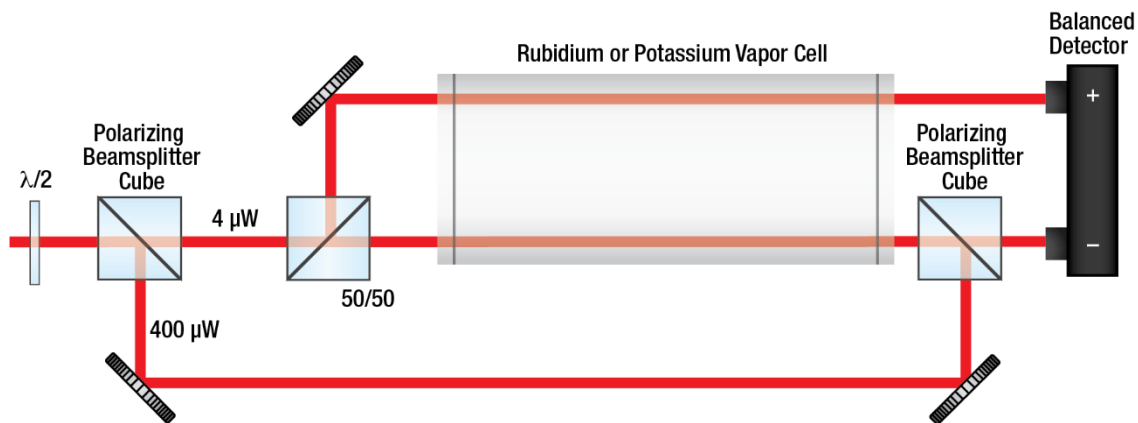 Balanced
Detector
Rubidium or Potassium Vapor Cell
+
Polarizing
Beamsplitter
Cube
Polarizing
Beamsplitter
Cube
λ/2
4 μW
–
50/50
400 μW